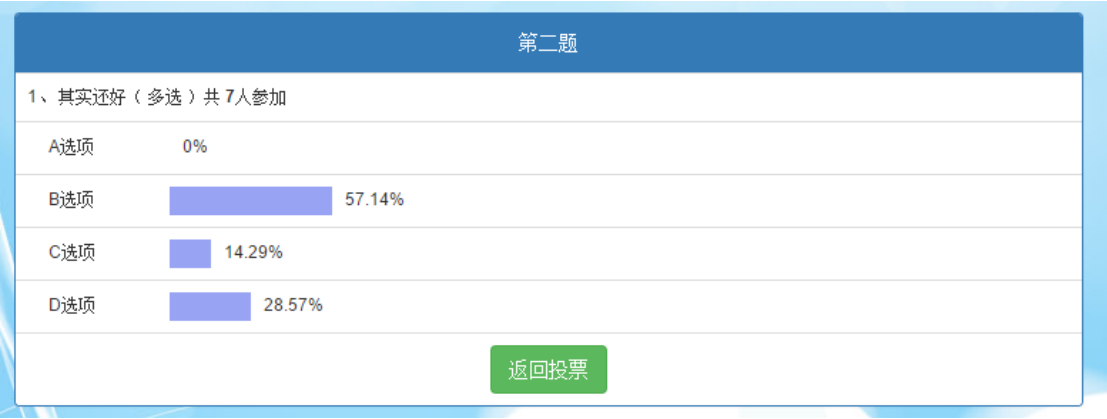 第二题
1、其实还好（多选）共 7人参加
A选项 0%
B选项 57.14%
C选项 14.29%
D选项 28.57%
返回投票